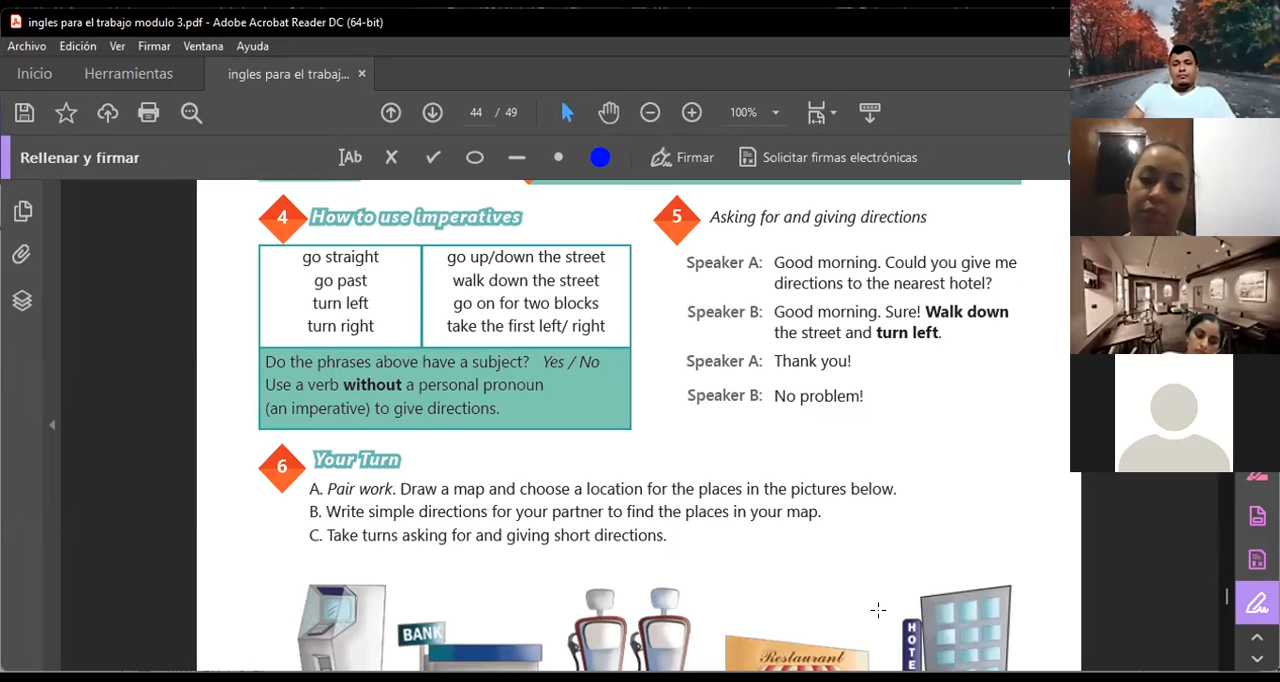 ingles para el trabajo modulo 3.pdf - Adobe Acrobat Reader DC (64-bit)
Archivo Edición Ver Firmar Ventana Ayuda
Inicio Herramientas ingles para el trabaj... ×
44 / 49 100%
Rellenar y firmar Ab Firmar Solicitar firmas electrónicas
4 How to use imperatives
go straight
go past
turn left
turn right
go up/down the street
walk down the street
go on for two blocks
take the first left/ right
Do the phrases above have a subject? Yes / No
Use a verb without a personal pronoun
(an imperative) to give directions.
5 Asking for and giving directions
Speaker A: Good morning. Could you give me
directions to the nearest hotel?
Speaker B: Good morning. Sure! Walk down
the street and turn left.
Speaker A: Thank you!
Speaker B: No problem!
6 Your Turn
A. Pair work. Draw a map and choose a location for the places in the pictures below.
B. Write simple directions for your partner to find the places in your map.
C. Take turns asking for and giving short directions.
BANK
Restaurant
HOTE